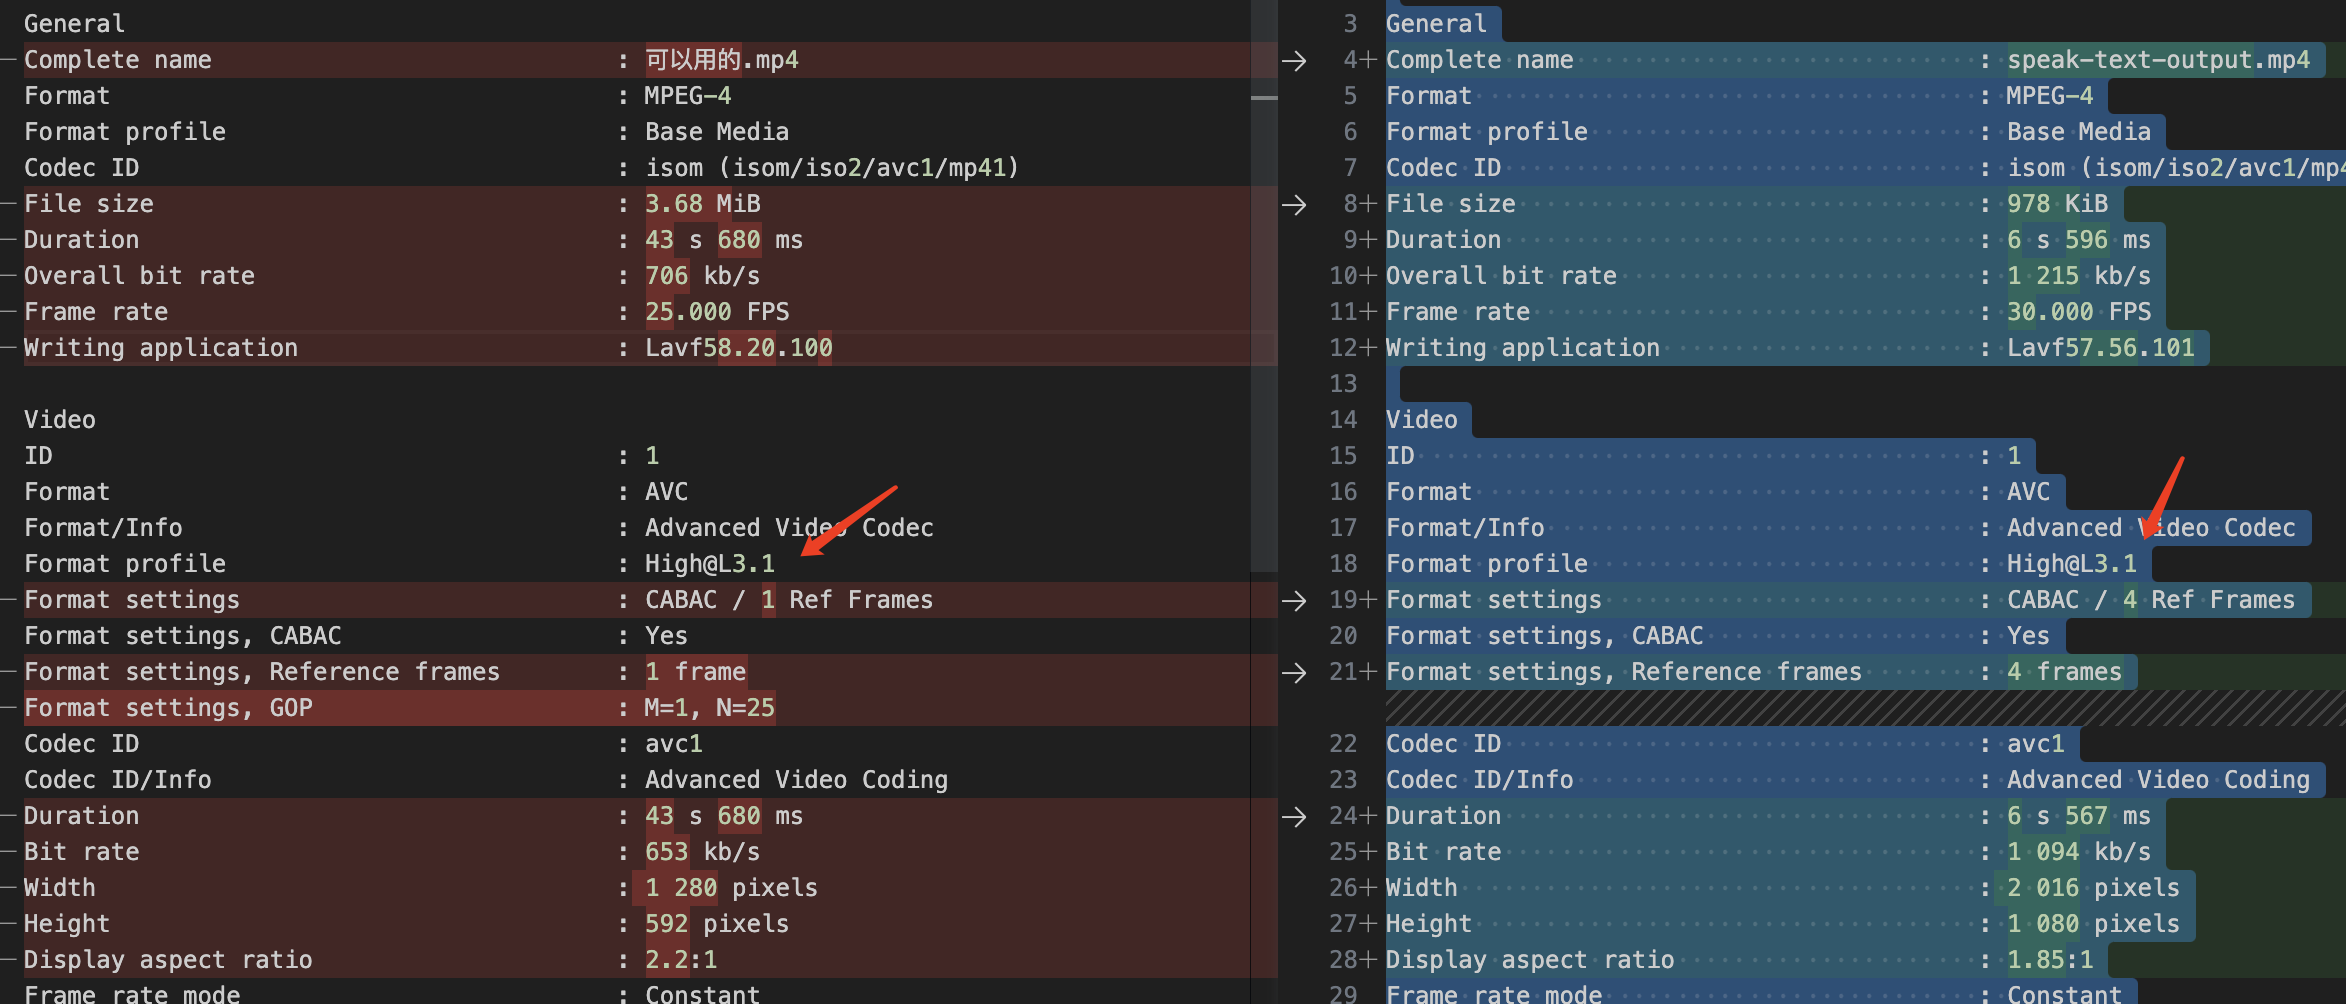 General
Complete name : 可以用的.mp4
Format : MPEG-4
Format profile : Base Media
Codec ID : isom (isom/iso2/avc1/mp41)
File size : 3.68 MiB
Duration : 43 s 680 ms
Overall bit rate : 706 kb/s
Frame rate : 25.000 FPS
Writing application : Lavf58.20.100
Video
ID : 1
Format : AVC
Format/Info : Advanced Video Codec
Format profile : High@L3.1
Format settings : CABAC / 1 Ref Frames
Format settings, CABAC : Yes
Format settings, Reference frames : 1 frame
Format settings, GOP : M=1, N=25
Codec ID : avc1
Codec ID/Info : Advanced Video Coding
Duration : 43 s 680 ms
Bit rate : 653 kb/s
Width : 1 280 pixels
Height : 592 pixels
Display aspect ratio : 2.2:1
Frame rate mode : Constant
3 General
4+ Complete name : speak-text-output.mp4
5 Format : MPEG-4
6 Format profile : Base Media
7 Codec ID : isom (isom/iso2/avc1/mp4
8+ File size : 978 KiB
9+ Duration : 6 s 596 ms
10+ Overall bit rate : 1 215 kb/s
11+ Frame rate : 30.000 FPS
12+ Writing application : Lavf57.56.101
13
14 Video
15 ID : 1
16 Format : AVC
17 Format/Info : Advanced Video Codec
18 Format profile : High@L3.1
19+ Format settings : CABAC / 4 Ref Frames
20 Format settings, CABAC : Yes
21+ Format settings, Reference frames : 4 frames
22 Codec ID : avc1
23 Codec ID/Info : Advanced Video Coding
24+ Duration : 6 s 567 ms
25+ Bit rate : 1 094 kb/s
26+ Width : 2 016 pixels
27+ Height : 1 080 pixels
28+ Display aspect ratio : 1.85:1
29 Frame rate mode : Constant